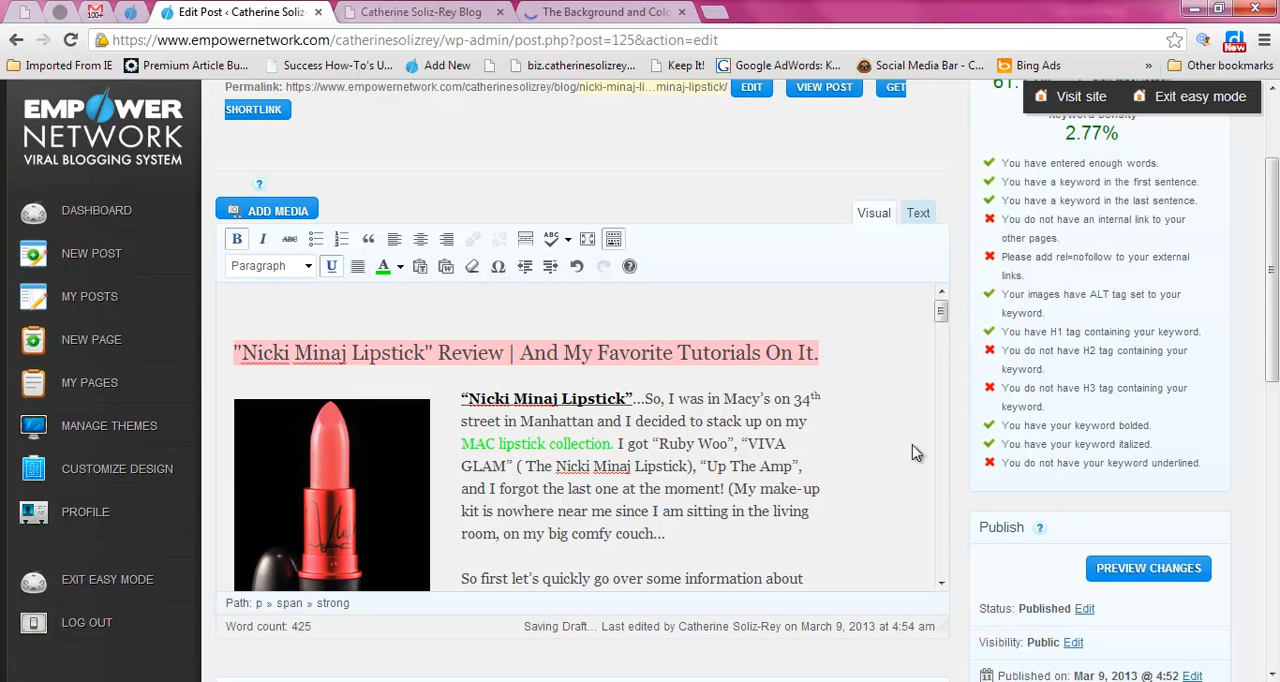 100+
Edit Post ‹ Catherine Soliz
Catherine Soliz-Rey Blog
The Background and Colo
https://www.empowernetwork.com/catherinesolizrey/wp-admin/post.php?post=125&action=edit
New
Imported From IE
Premium Article Bu...
Success How-To's U...
Add New
biz.catherinesolizrey...
Keep It!
Google AdWords: K...
Social Media Bar - C...
Bing Ads
»
Other bookmarks
EMPOWER
NETWORK
VIRAL BLOGGING SYSTEM
DASHBOARD
NEW POST
MY POSTS
NEW PAGE
MY PAGES
MANAGE THEMES
CUSTOMIZE DESIGN
PROFILE
EXIT EASY MODE
LOG OUT
Permalink: https://www.empowernetwork.com/catherinesolizrey/blog/nicki-minaj-li...minaj-lipstick/ EDIT VIEW POST GET
SHORTLINK
?
ADD MEDIA
Visual Text
B I ABC “ ABC
Paragraph U A Ω ?
"Nicki Minaj Lipstick" Review | And My Favorite Tutorials On It.
“Nicki Minaj Lipstick”...So, I was in Macy’s on 34th
street in Manhattan and I decided to stack up on my
MAC lipstick collection. I got “Ruby Woo”, “VIVA
GLAM” ( The Nicki Minaj Lipstick), “Up The Amp”,
and I forgot the last one at the moment! (My make-up
kit is nowhere near me since I am sitting in the living
room, on my big comfy couch...
So first let’s quickly go over some information about
Path: p » span » strong
Word count: 425
Saving Draft... Last edited by Catherine Soliz-Rey on March 9, 2013 at 4:54 am
Visit site
Exit easy mode
Keyword Density
2.77%
You have entered enough words.
You have a keyword in the first sentence.
You have a keyword in the last sentence.
You do not have an internal link to your
other pages.
Please add rel=nofollow to your external
links.
Your images have ALT tag set to your
keyword.
You have H1 tag containing your keyword.
You do not have H2 tag containing your
keyword.
You do not have H3 tag containing your
keyword.
You have your keyword bolded.
You have your keyword italized.
You do not have your keyword underlined.
Publish ?
PREVIEW CHANGES
Status: Published Edit
Visibility: Public Edit
Published on: Mar 9, 2013 @ 4:52 Edit